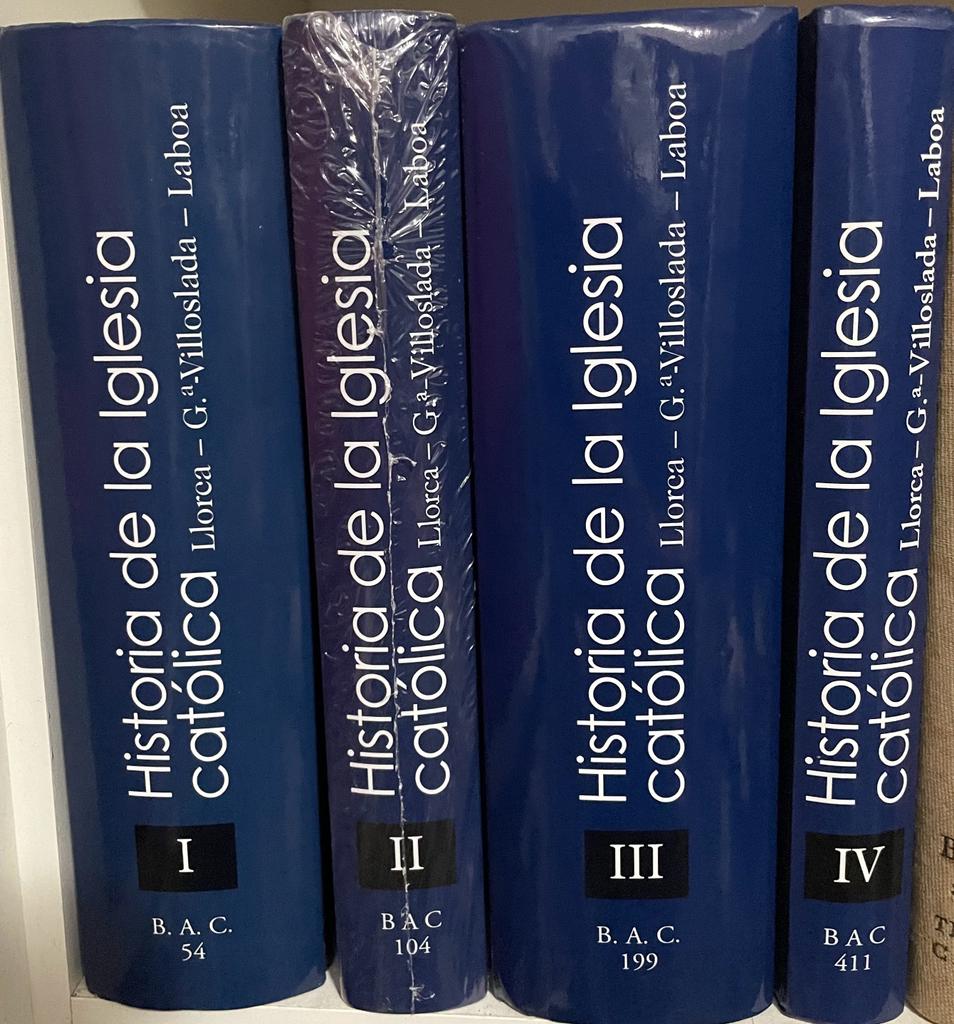 Historia de la Iglesia
católica Llorca – G.ª-Villoslada – Laboa
I
B. A. C.
54
Historia de la Iglesia
católica Llorca – G.ª-Villoslada – Laboa
II
B A C
104
Historia de la Iglesia
católica Llorca – G.ª-Villoslada – Laboa
III
B. A. C.
199
Historia de la Iglesia
católica Llorca – G.ª-Villoslada – Laboa
IV
B A C
411